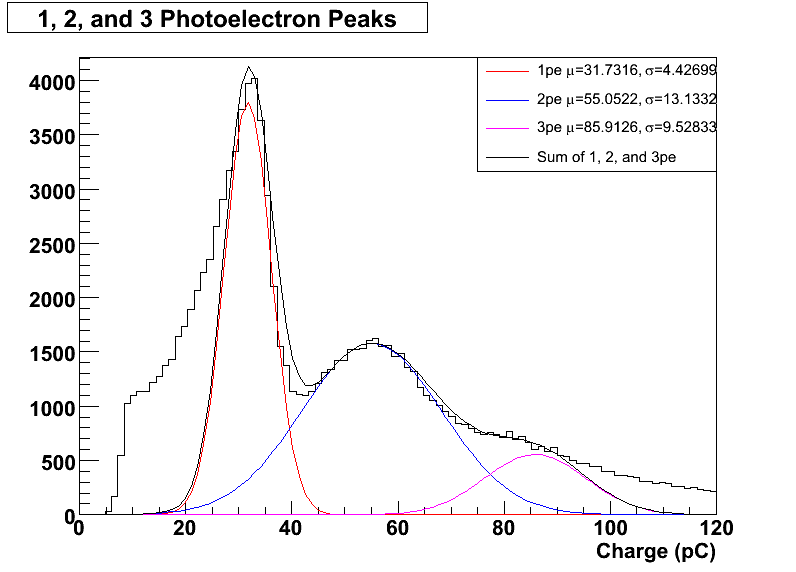 1, 2, and 3 Photoelectron Peaks
1pe μ=31.7316, σ=4.42699
2pe μ=55.0522, σ=13.1332
3pe μ=85.9126, σ=9.52833
Sum of 1, 2, and 3pe
4000
3500
3000
2500
2000
1500
1000
500
0
0 20 40 60 80 100 120
Charge (pC)